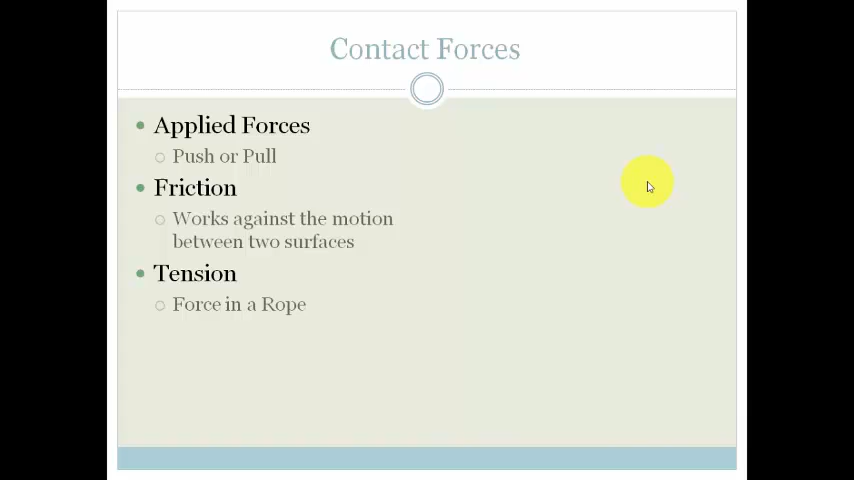 Contact Forces
Applied Forces
Push or Pull
Friction
Works against the motion
between two surfaces
Tension
Force in a Rope